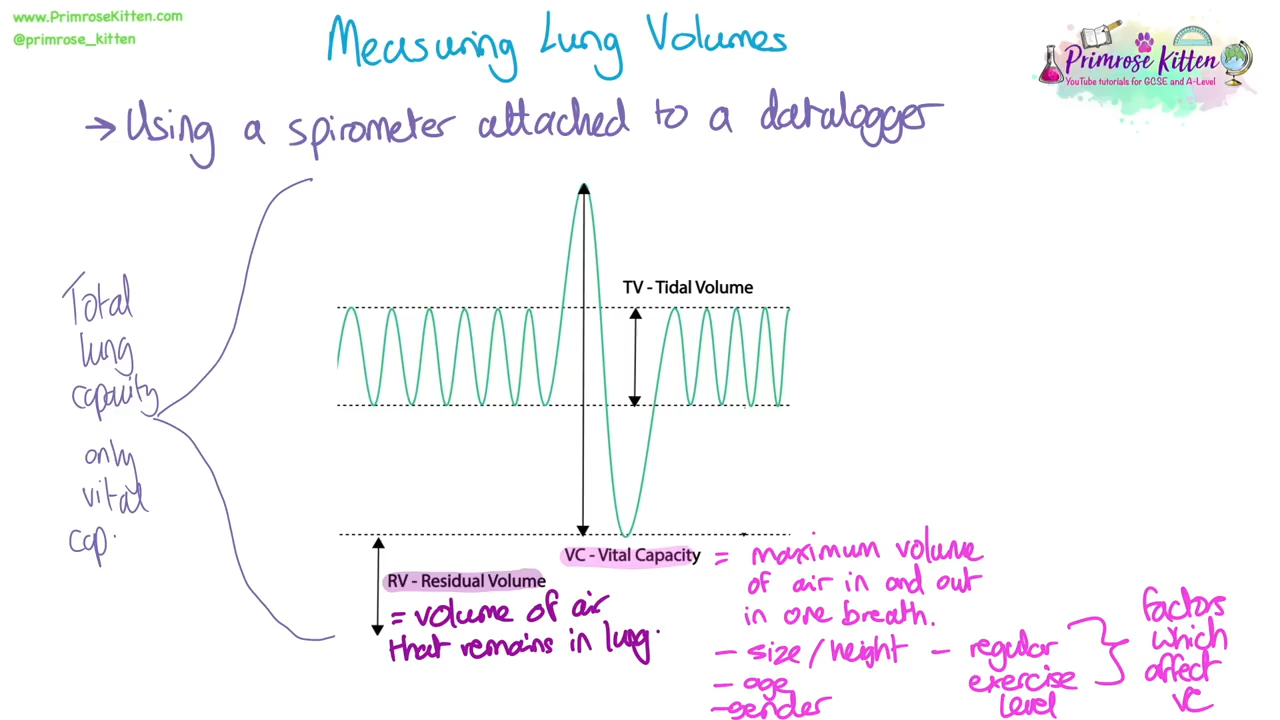 www.PrimroseKitten.com
@primrose_kitten
Measuring Lung Volumes
Primrose Kitten
YouTube tutorials for GCSE and A-Level
→ Using a spirometer attached to a datalogger
TV - Tidal Volume
Total
lung
capacity
only
vital
cap.
VC - Vital Capacity
= maximum volume
of air in and out
in one breath.
- size / height
- age
- gender
- regular
exercise
level
factors
which
affect
VC
RV - Residual Volume
= volume of air
that remains in lung.